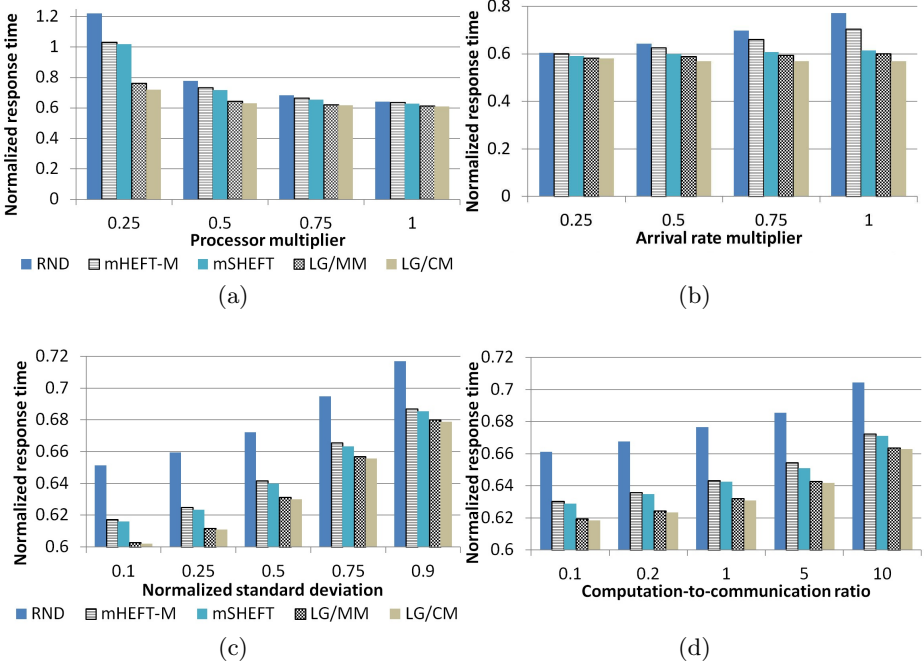 Normalized response time
1.2
1
0.8
0.6
0.4
0.2
0
0.25 0.5 0.75 1
Processor multiplier
RND mHEFT-M mSHEFT LG/MM LG/CM
(a)
Normalized response time
0.8
0.6
0.4
0.2
0
0.25 0.5 0.75 1
Arrival rate multiplier
(b)
Normalized response time
0.72
0.7
0.68
0.66
0.64
0.62
0.6
0.1 0.25 0.5 0.75 0.9
Normalized standard deviation
RND mHEFT-M mSHEFT LG/MM LG/CM
(c)
Normalized response time
0.72
0.7
0.68
0.66
0.64
0.62
0.6
0.1 0.2 1 5 10
Computation-to-communication ratio
(d)